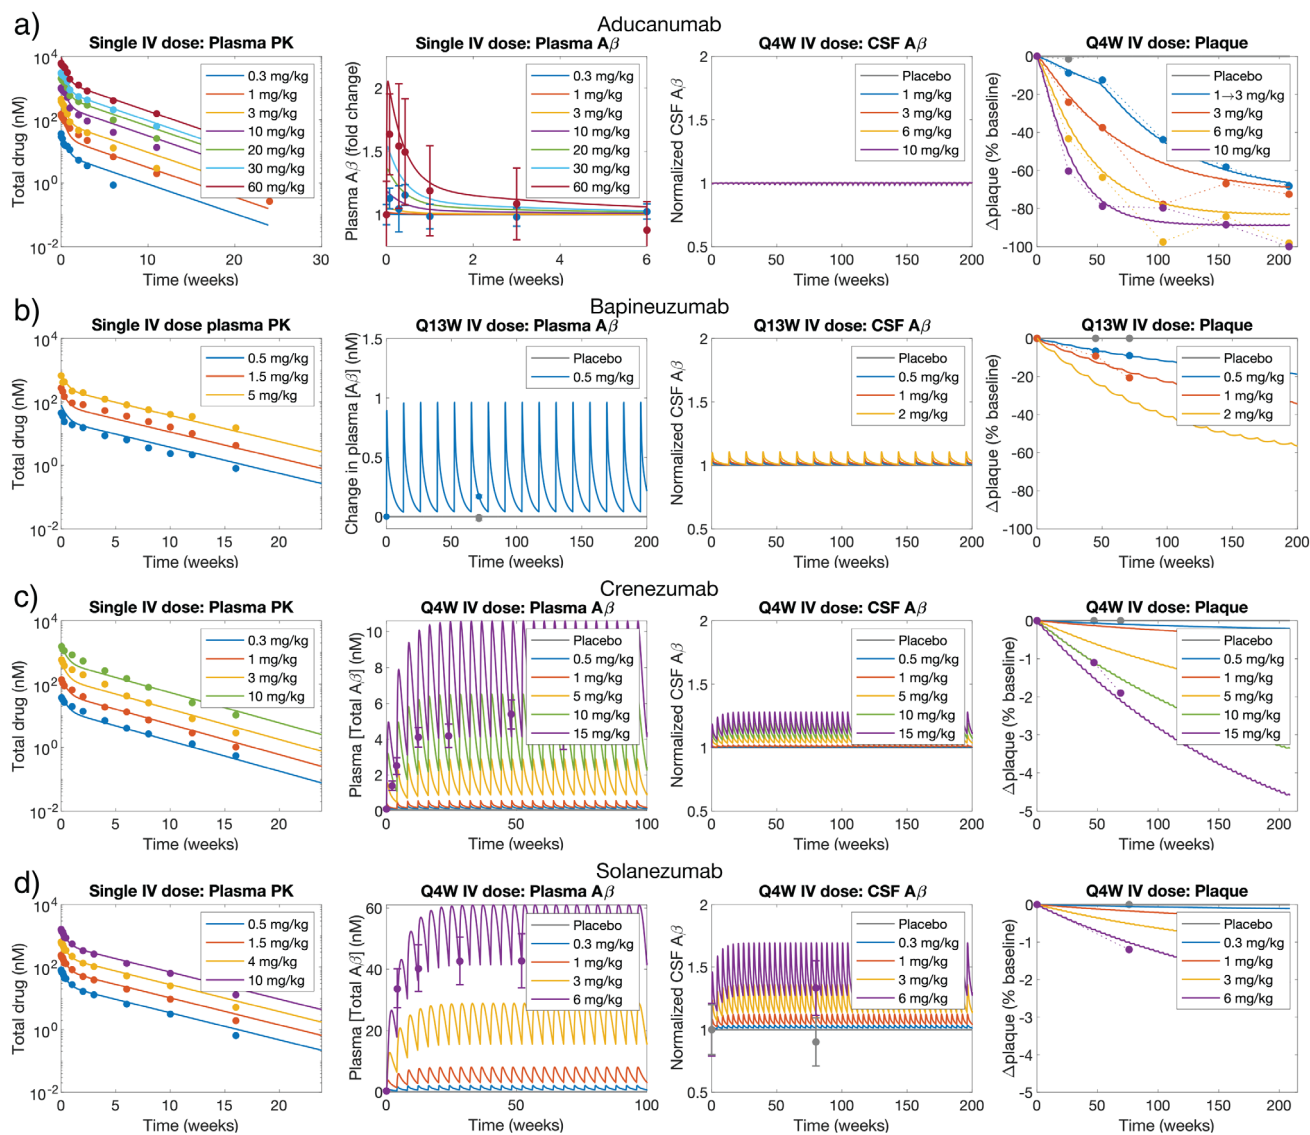 a)
Aducanumab
Single IV dose: Plasma PK
Total drug (nM)
10^4
10^2
10^0
10^-2
0 10 20 30
Time (weeks)
0.3 mg/kg
1 mg/kg
3 mg/kg
10 mg/kg
20 mg/kg
30 mg/kg
60 mg/kg
Single IV dose: Plasma Aβ
Plasma Aβ (fold change)
2
1.5
1
0 2 4 6
Time (weeks)
0.3 mg/kg
1 mg/kg
3 mg/kg
10 mg/kg
20 mg/kg
30 mg/kg
60 mg/kg
Q4W IV dose: CSF Aβ
Normalized CSF Aβ
2
1.5
1
0.5
0 50 100 150 200
Time (weeks)
Placebo
1 mg/kg
3 mg/kg
6 mg/kg
10 mg/kg
Q4W IV dose: Plaque
Δplaque (% baseline)
0
-20
-40
-60
-80
-100
0 50 100 150 200
Time (weeks)
Placebo
1→3 mg/kg
3 mg/kg
6 mg/kg
10 mg/kg
b)
Bapineuzumab
Single IV dose plasma PK
Total drug (nM)
10^4
10^2
10^0
10^-2
0 5 10 15 20
Time (weeks)
0.5 mg/kg
1.5 mg/kg
5 mg/kg
Q13W IV dose: Plasma Aβ
Change in plasma [Aβ] (nM)
1.5
1
0.5
0
0 50 100 150 200
Time (weeks)
Placebo
0.5 mg/kg
Q13W IV dose: CSF Aβ
Normalized CSF Aβ
2
1.5
1
0.5
0 50 100 150 200
Time (weeks)
Placebo
0.5 mg/kg
1 mg/kg
2 mg/kg
Q13W IV dose: Plaque
Δplaque (% baseline)
0
-20
-40
-60
-80
-100
0 50 100 150 200
Time (weeks)
Placebo
0.5 mg/kg
1 mg/kg
2 mg/kg
c)
Crenezumab
Single IV dose: Plasma PK
Total drug (nM)
10^4
10^2
10^0
10^-2
0 5 10 15 20
Time (weeks)
0.3 mg/kg
1 mg/kg
3 mg/kg
10 mg/kg
Q4W IV dose: Plasma Aβ
Plasma [Total Aβ] (nM)
10
8
6
4
2
0
0 50 100
Time (weeks)
Placebo
0.5 mg/kg
1 mg/kg
5 mg/kg
10 mg/kg
15 mg/kg
Q4W IV dose: CSF Aβ
Normalized CSF Aβ
2
1.5
1
0.5
0 50 100 150 200
Time (weeks)
Placebo
0.5 mg/kg
1 mg/kg
5 mg/kg
10 mg/kg
15 mg/kg
Q4W IV dose: Plaque
Δplaque (% baseline)
0
-1
-2
-3
-4
-5
0 50 100 150 200
Time (weeks)
Placebo
0.5 mg/kg
1 mg/kg
5 mg/kg
10 mg/kg
15 mg/kg
d)
Solanezumab
Single IV dose: Plasma PK
Total drug (nM)
10^4
10^2
10^0
10^-2
0 5 10 15 20
Time (weeks)
0.5 mg/kg
1.5 mg/kg
4 mg/kg
10 mg/kg
Q4W IV dose: Plasma Aβ
Plasma [Total Aβ] (nM)
60
40
20
0
0 50 100
Time (weeks)
Placebo
0.3 mg/kg
1 mg/kg
3 mg/kg
6 mg/kg
Q4W IV dose: CSF Aβ
Normalized CSF Aβ
2
1.5
1
0.5
0 50 100 150 200
Time (weeks)
Placebo
0.3 mg/kg
1 mg/kg
3 mg/kg
6 mg/kg
Q4W IV dose: Plaque
Δplaque (% baseline)
0
-1
-2
-3
-4
-5
0 50 100 150 200
Time (weeks)
Placebo
0.3 mg/kg
1 mg/kg
3 mg/kg
6 mg/kg